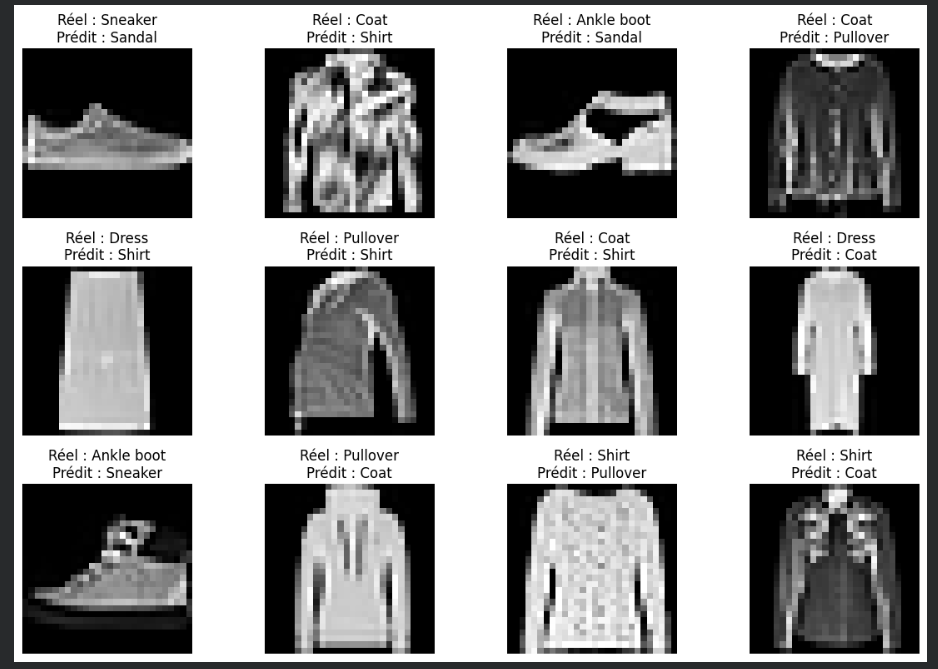 Réel : Sneaker
Prédit : Sandal
Réel : Coat
Prédit : Shirt
Réel : Ankle boot
Prédit : Sandal
Réel : Coat
Prédit : Pullover
Réel : Dress
Prédit : Shirt
Réel : Pullover
Prédit : Shirt
Réel : Coat
Prédit : Shirt
Réel : Dress
Prédit : Coat
Réel : Ankle boot
Prédit : Sneaker
Réel : Pullover
Prédit : Coat
Réel : Shirt
Prédit : Pullover
Réel : Shirt
Prédit : Coat